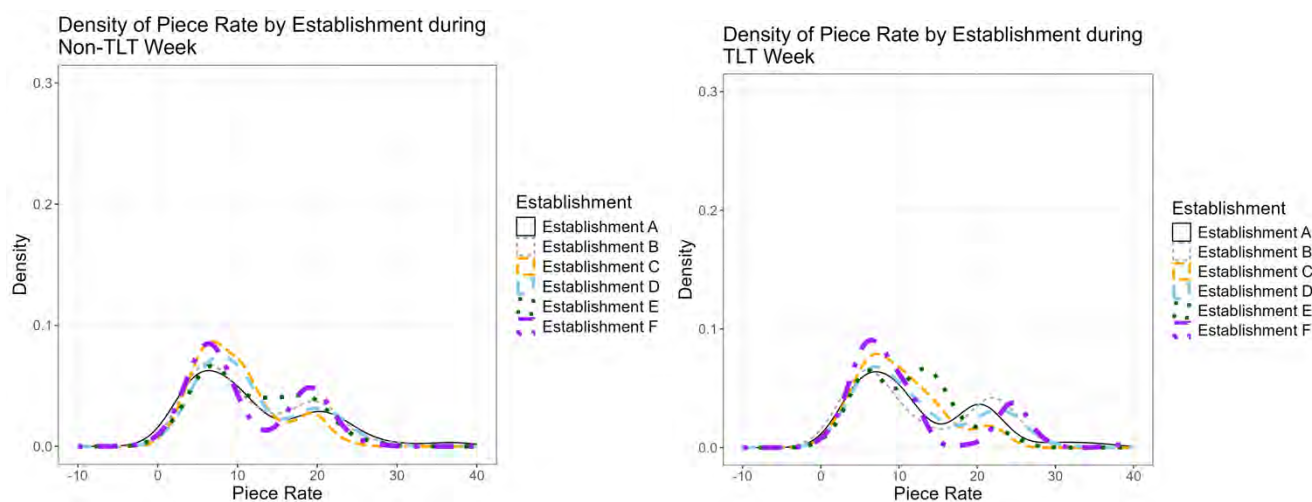 Density of Piece Rate by Establishment during
Non-TLT Week
0.3
0.2
0.1
0.0
Density
-10 0 10 20 30 40
Piece Rate
Establishment
Establishment A
Establishment B
Establishment C
Establishment D
Establishment E
Establishment F
Density of Piece Rate by Establishment during
TLT Week
0.3
0.2
0.1
0.0
Density
-10 0 10 20 30 40
Piece Rate
Establishment
Establishment A
Establishment B
Establishment C
Establishment D
Establishment E
Establishment F